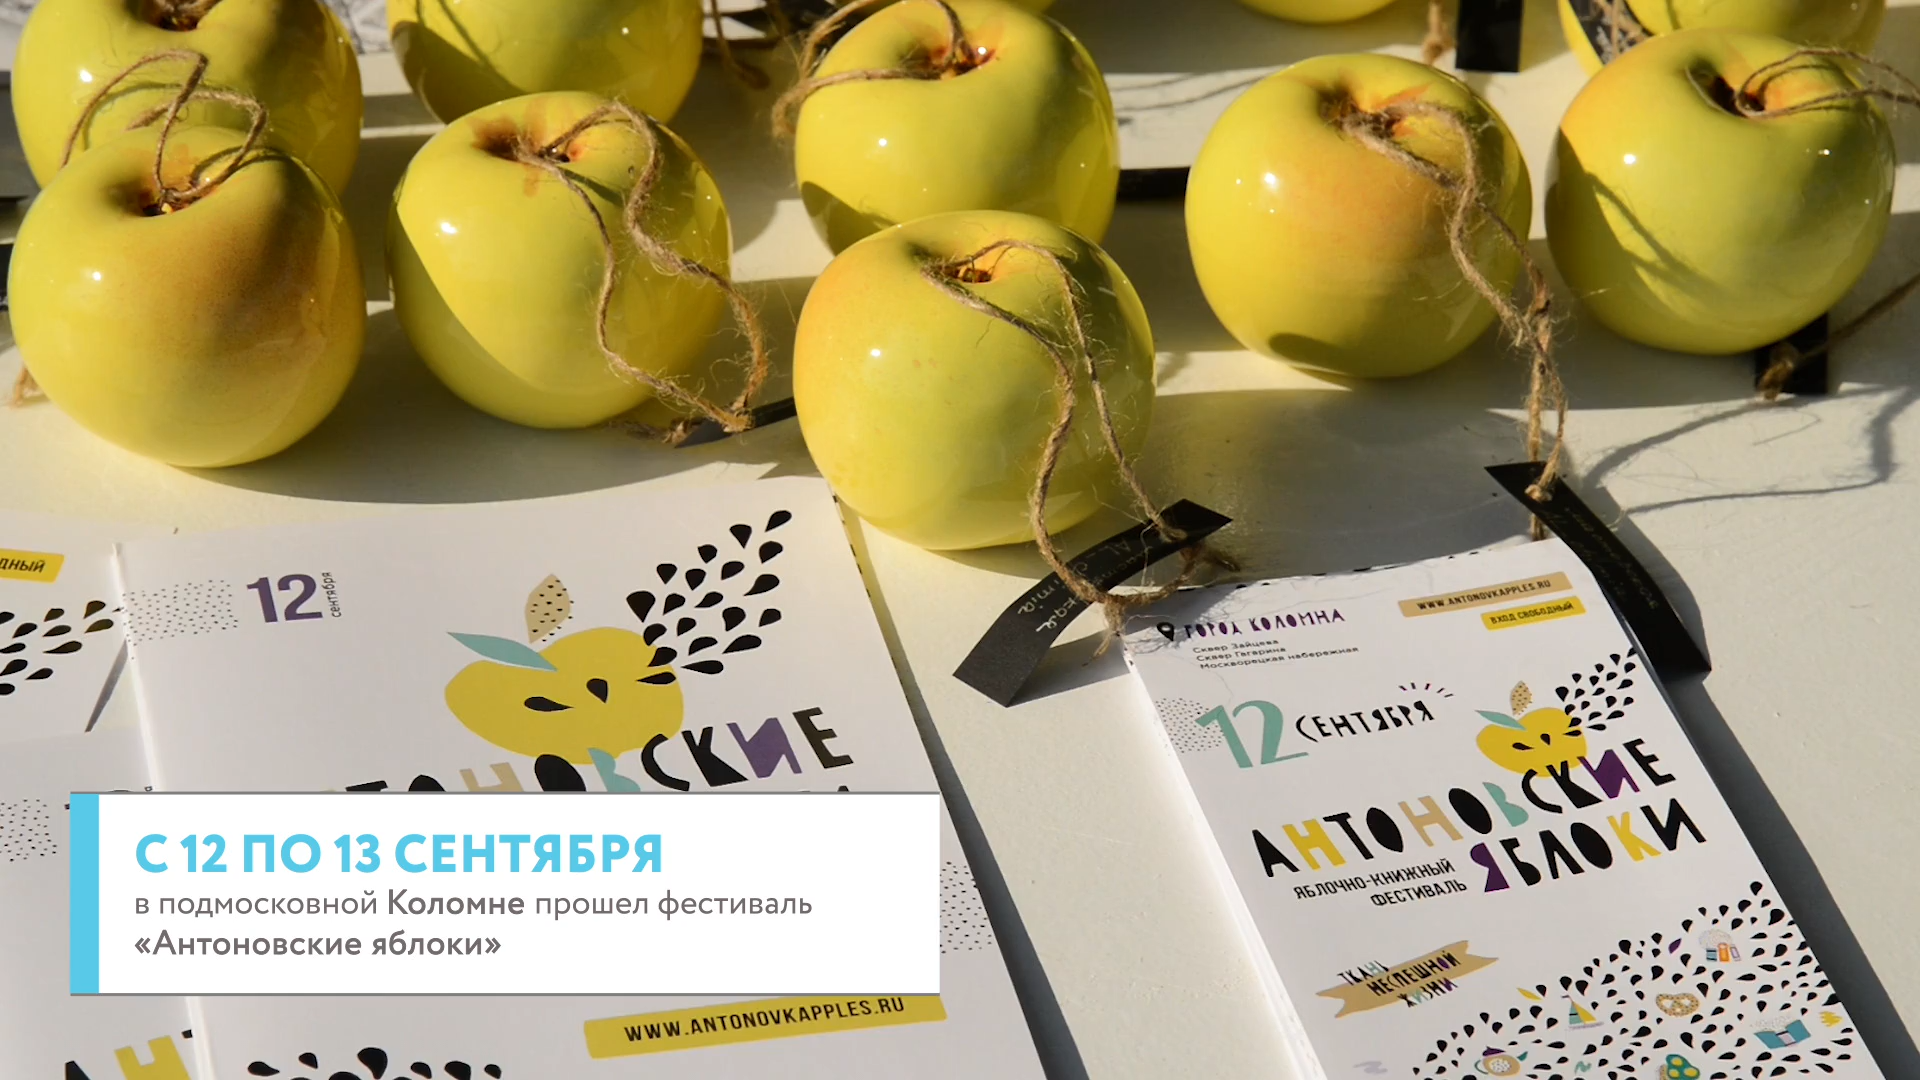 ДНЫЙ
12
сентября
АНТОНОВСКИЕ
WWW.ANTONOVKAPPLES.RU
ГОРОД КОЛОМНА
Сквер Зайцева
Сквер Гагарина
Москворецкая набережная
WWW.ANTONOVKAPPLES.RU
ВХОД СВОБОДНЫЙ
12 СЕНТЯБРЯ
АНТОНОВСКИЕ
ЯБЛОКИ
ЯБЛОЧНО-КНИЖНЫЙ
ФЕСТИВАЛЬ
ТКАНЬ
НЕСПЕШНОЙ
ЖИЗНИ
С 12 ПО 13 СЕНТЯБРЯ
в подмосковной Коломне прошел фестиваль
«Антоновские яблоки»